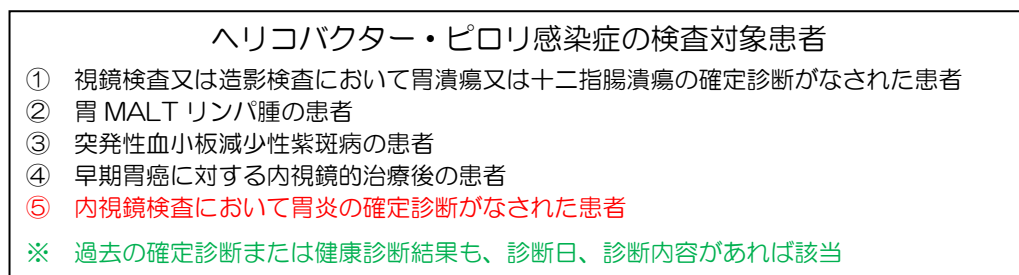 ヘリコバクター・ピロリ感染症の検査対象患者
① 視鏡検査又は造影検査において胃潰瘍又は十二指腸潰瘍の確定診断がなされた患者
② 胃 MALT リンパ腫の患者
③ 突発性血小板減少性紫斑病の患者
④ 早期胃癌に対する内視鏡的治療後の患者
⑤ 内視鏡検査において胃炎の確定診断がなされた患者
※ 過去の確定診断または健康診断結果も、診断日、診断内容があれば該当